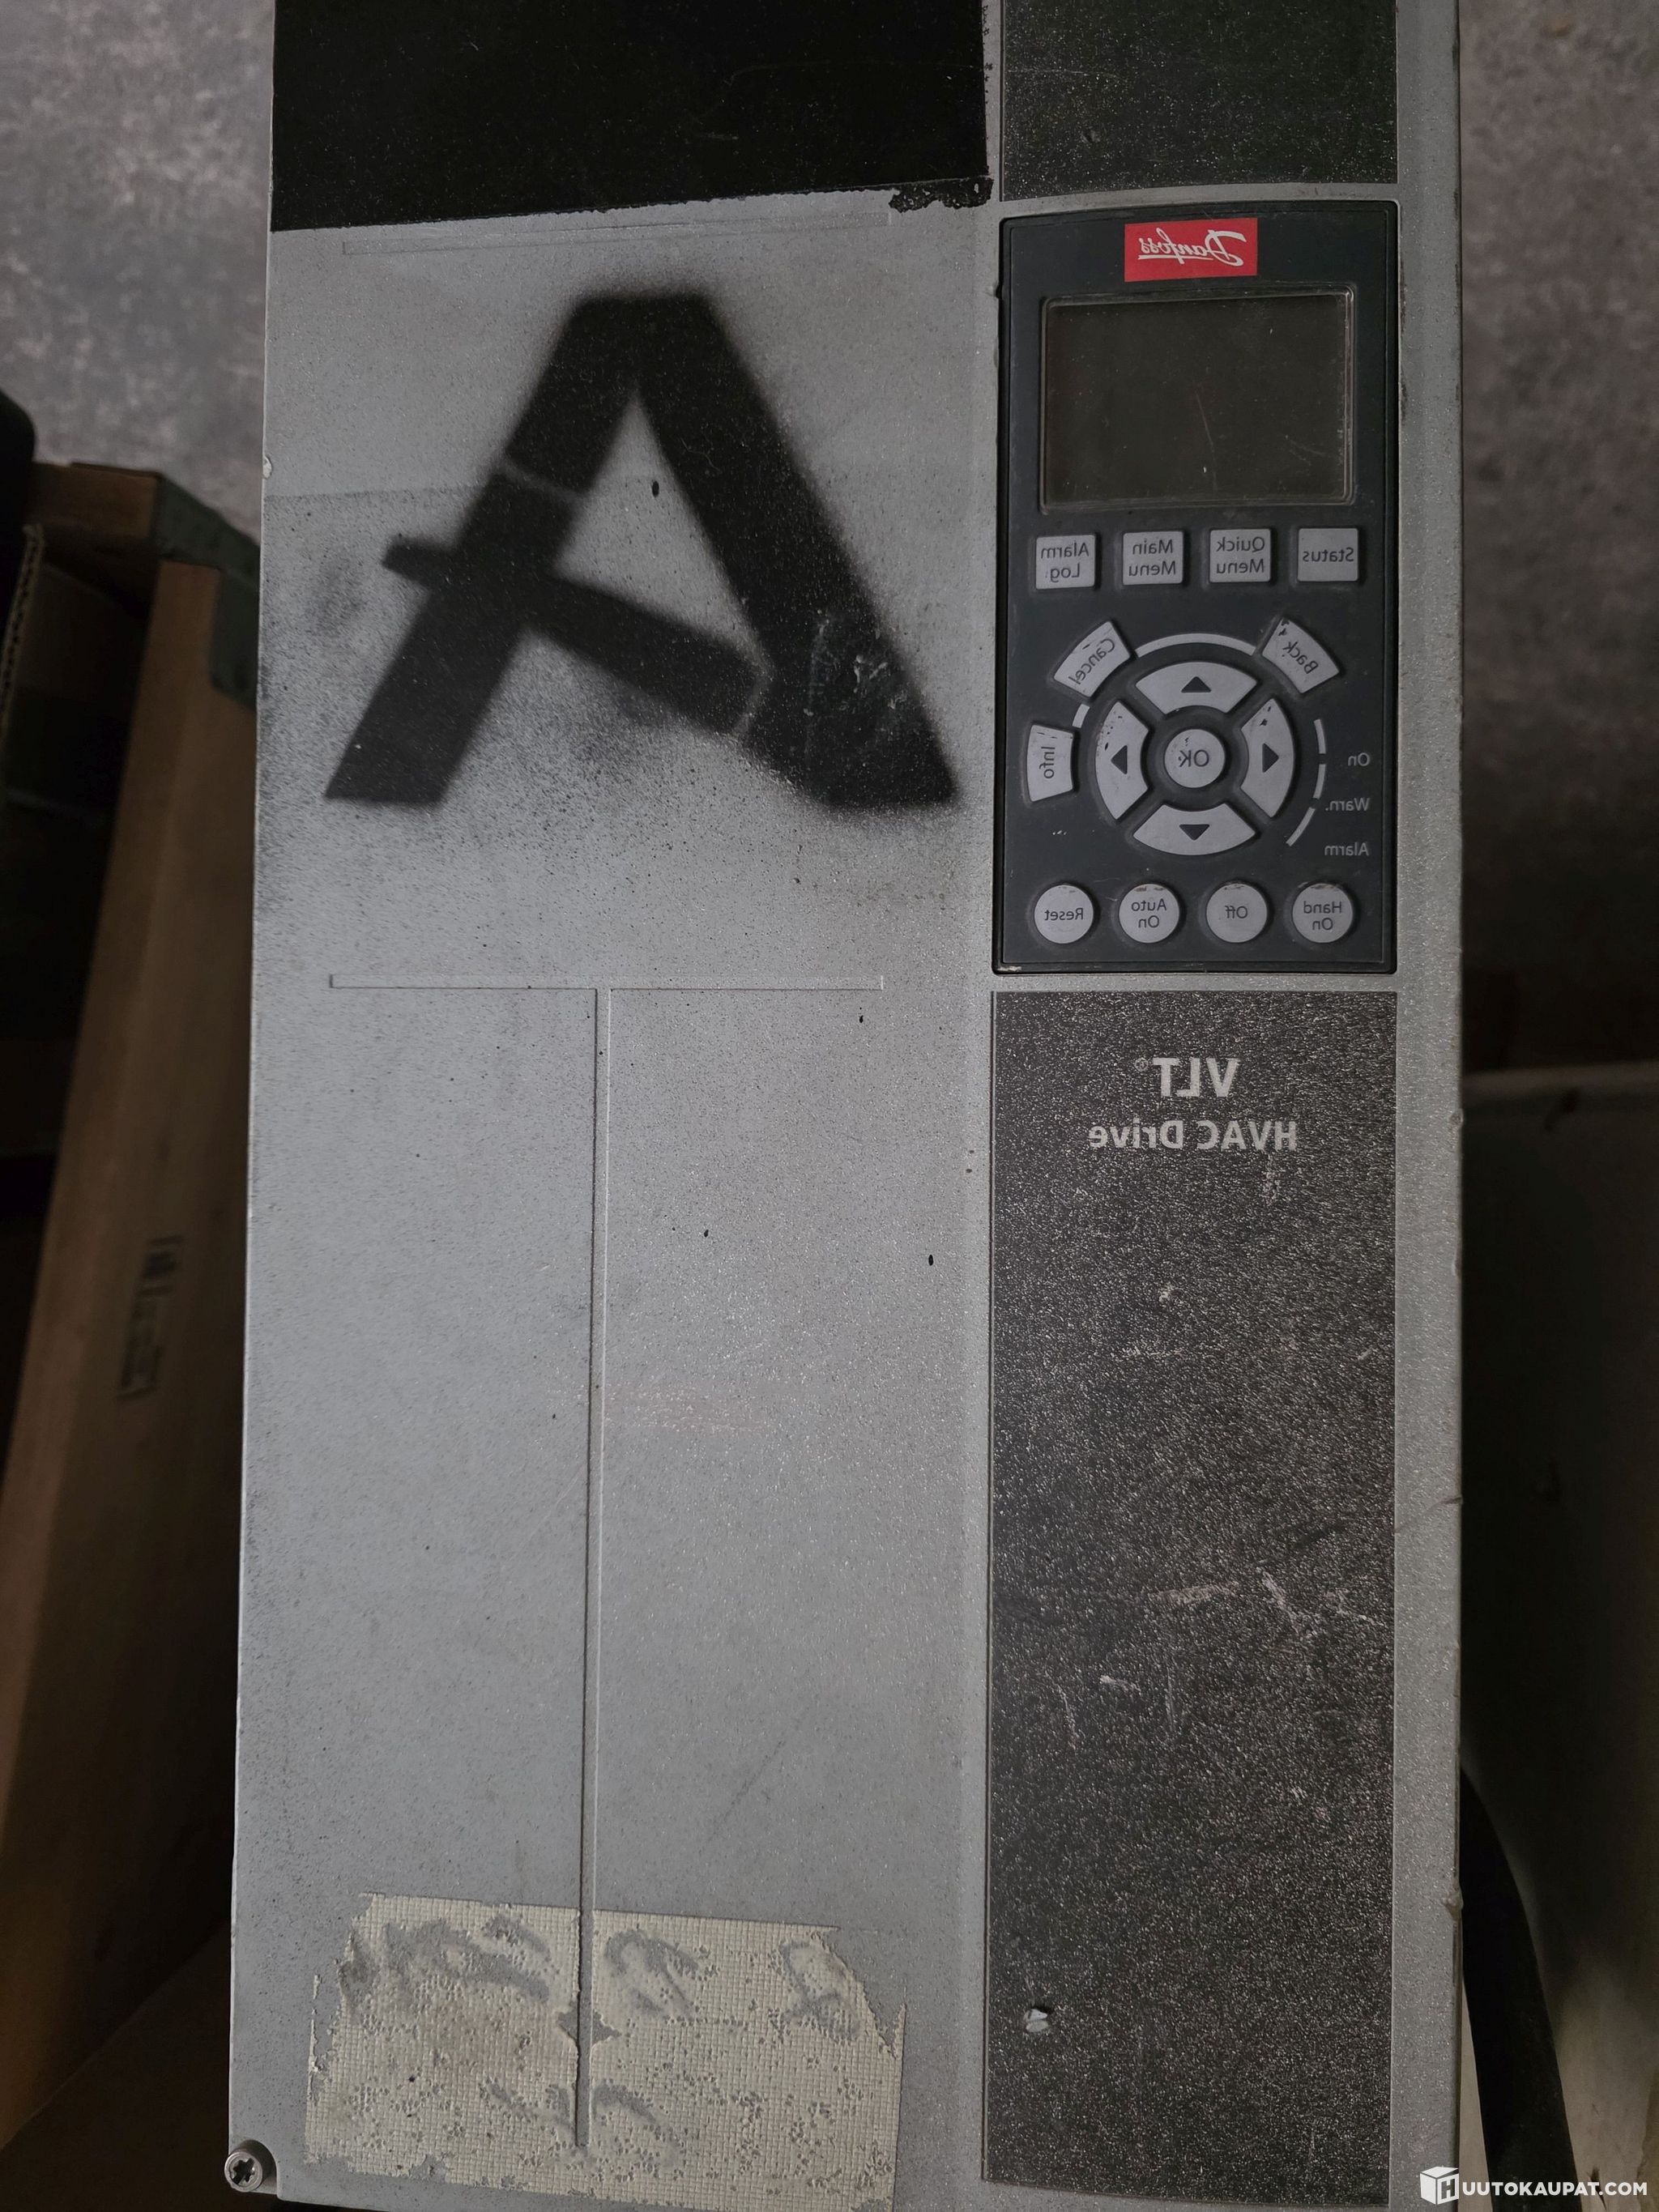 Danfoss
A
Status
Quick
Menu
Main
Menu
Alarm
Log
Back
Cancel
OK
Info
On
Warn.
Alarm
Hand
On
Off
Auto
On
Reset
VLT®
HVAC Drive
HUUTOKAUPAT.COM